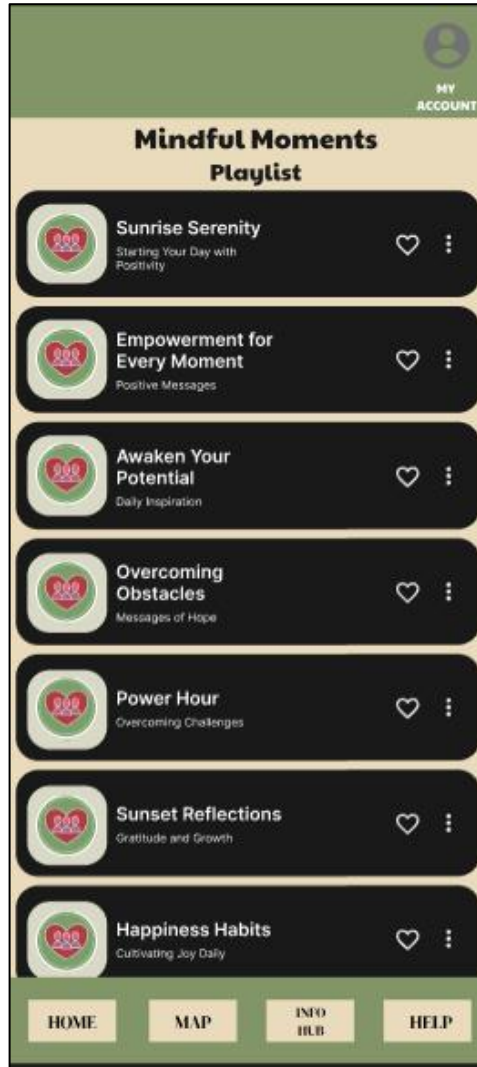 MY
ACCOUNT
Mindful Moments
Playlist
Sunrise Serenity
Starting Your Day with
Positivity
Empowerment for
Every Moment
Positive Messages
Awaken Your
Potential
Daily Inspiration
Overcoming
Obstacles
Messages of Hope
Power Hour
Overcoming Challenges
Sunset Reflections
Gratitude and Growth
Happiness Habits
Cultivating Joy Daily
HOME MAP INFO HUB HELP